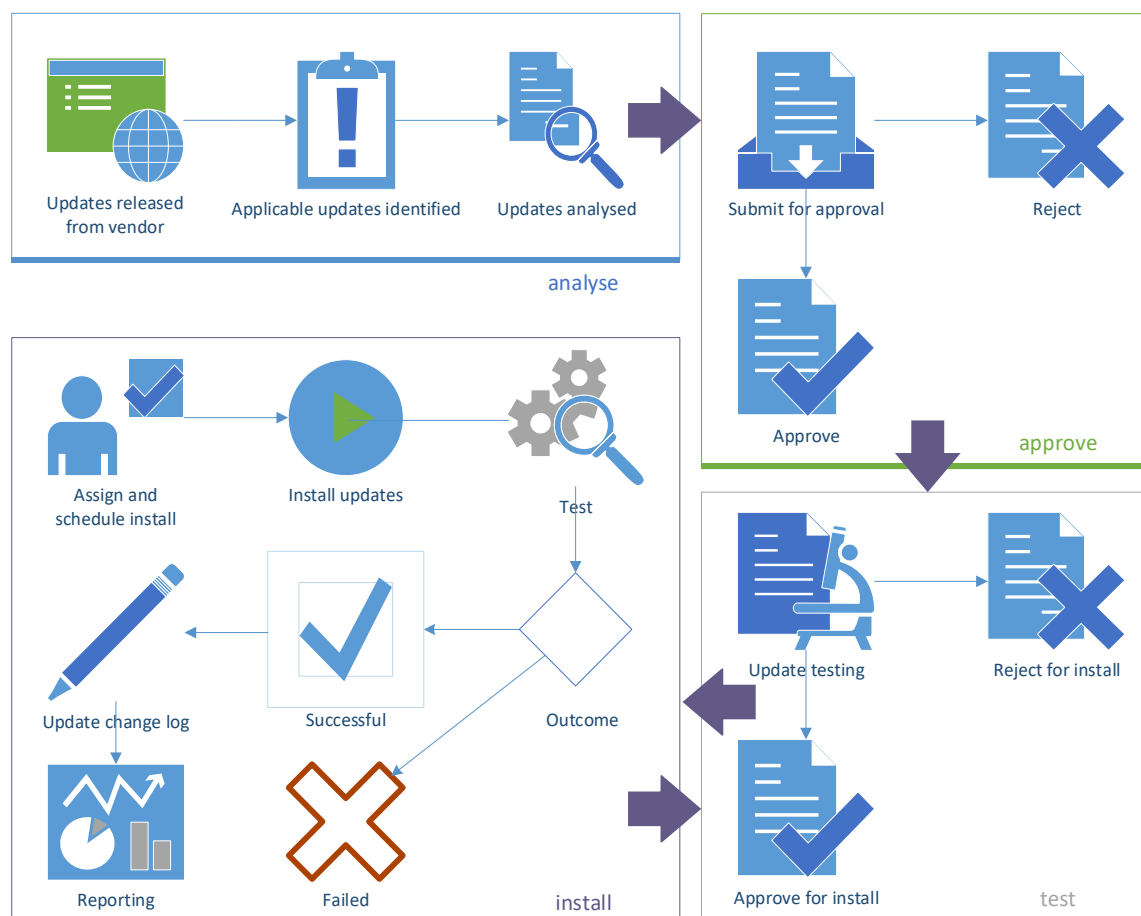 Updates released
from vendor
Applicable updates identified
Updates analysed
analyse
Submit for approval
Reject
Approve
approve
Assign and
schedule install
Install updates
Test
Update change log
Successful
Outcome
Reporting
Failed
install
Update testing
Reject for install
Approve for install
test